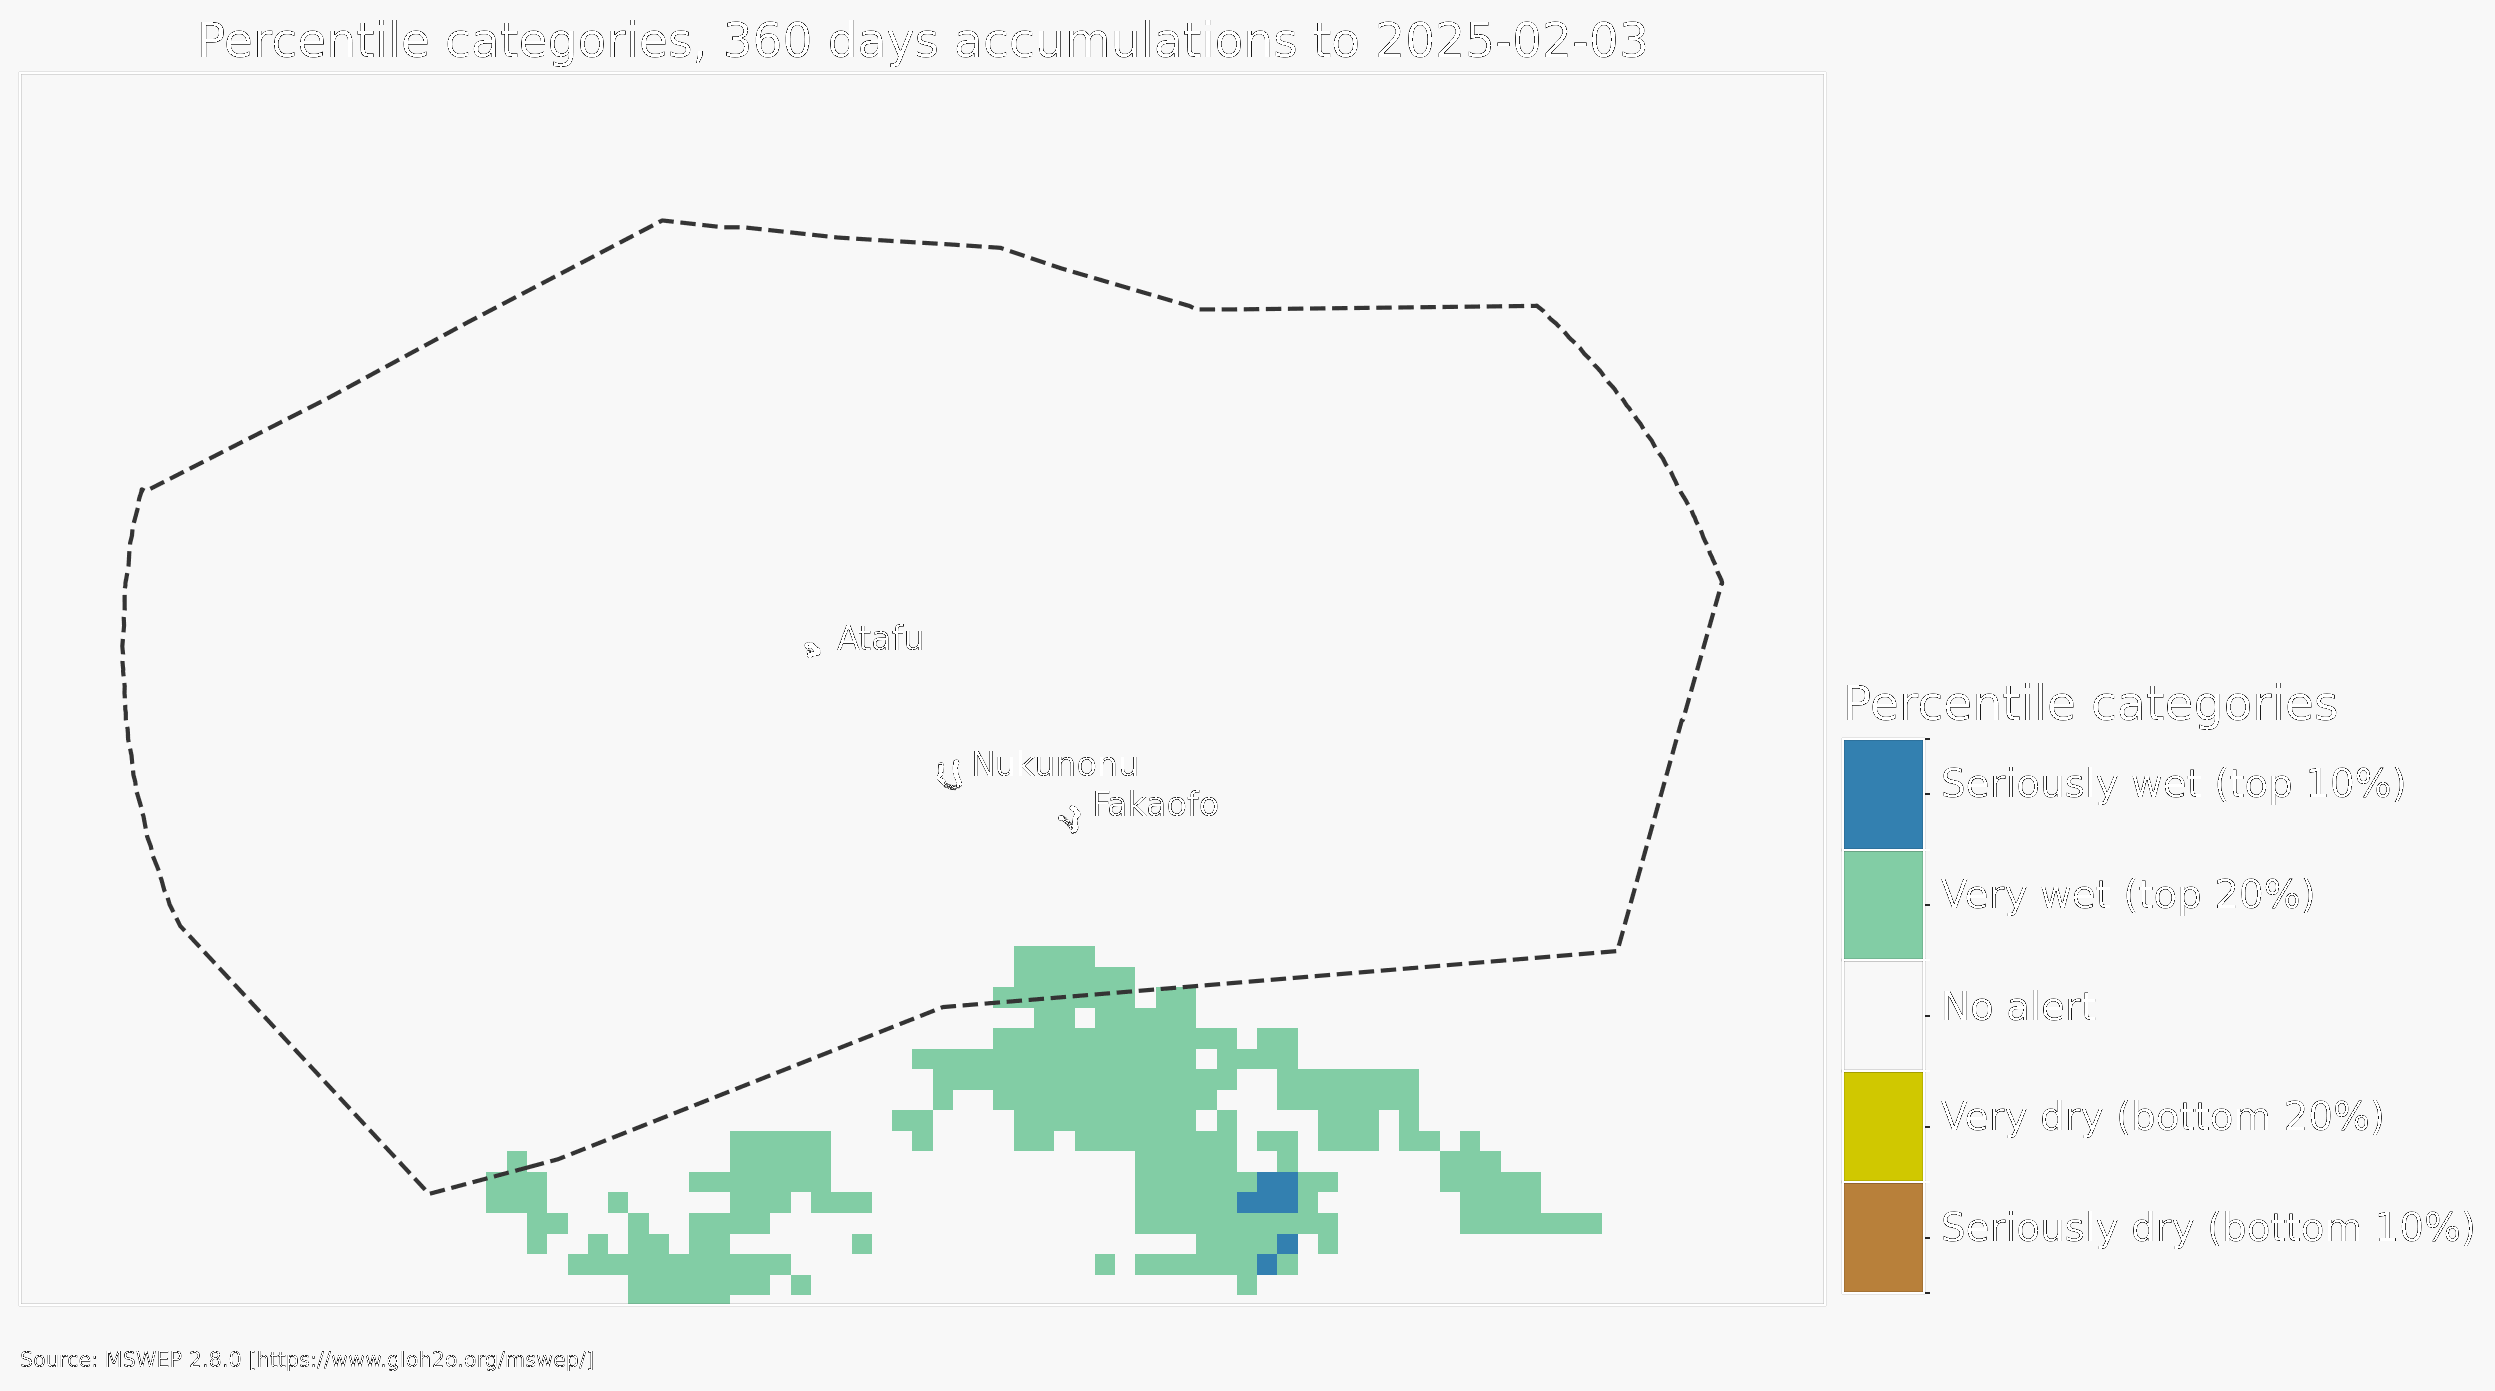 Percentile categories, 360 days accumulations to 2025-02-03
Atafu
Nukunonu
Fakaofo
Percentile categories
Seriously wet (top 10%)
Very wet (top 20%)
No alert
Very dry (bottom 20%)
Seriously dry (bottom 10%)
Source: MSWEP 2.8.0 [https://www.gloh2o.org/mswep/]